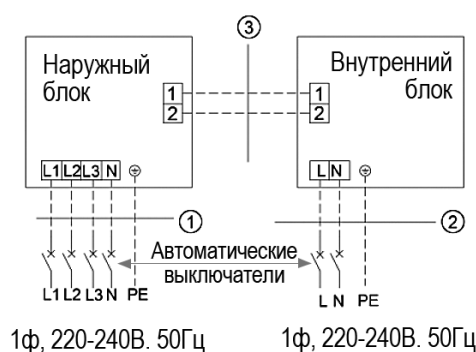 ③
Наружный
блок
Внутренний
блок
1
2
1
2
L1 L2 L3 N
L N
①
②
Автоматические
выключатели
L1 L2 L3 N PE
L N PE
1ф, 220-240В. 50Гц
1ф, 220-240В. 50Гц